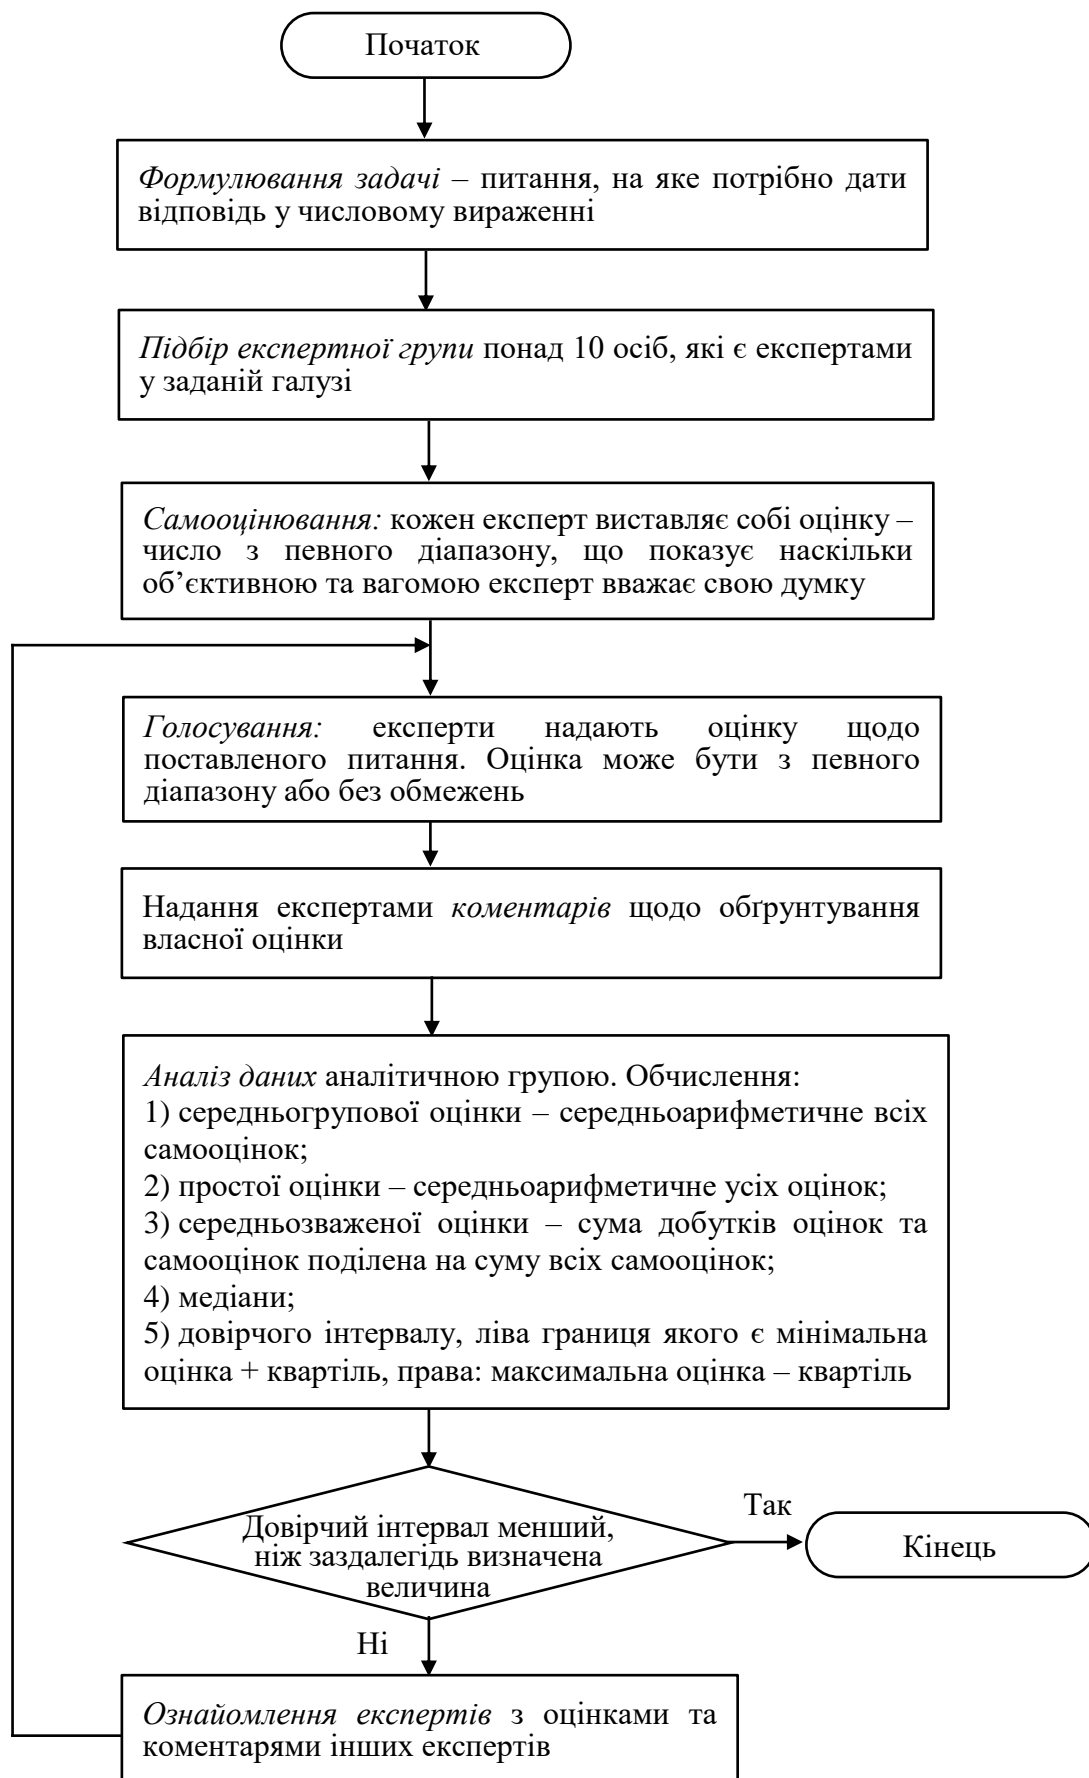 Початок
Формулювання задачі – питання, на яке потрібно дати
відповідь у числовому вираженні
Підбір експертної групи понад 10 осіб, які є експертами
у заданій галузі
Самооцінювання: кожен експерт виставляє собі оцінку –
число з певного діапазону, що показує наскільки
об’єктивною та вагомою експерт вважає свою думку
Голосування: експерти надають оцінку щодо
поставленого питання. Оцінка може бути з певного
діапазону або без обмежень
Надання експертами коментарів щодо обґрунтування
власної оцінки
Аналіз даних аналітичною групою. Обчислення:
1) середньогрупової оцінки – середньоарифметичне всіх
самооцінок;
2) простої оцінки – середньоарифметичне усіх оцінок;
3) середньозваженої оцінки – сума добутків оцінок та
самооцінок поділена на суму всіх самооцінок;
4) медіани;
5) довірчого інтервалу, ліва границя якого є мінімальна
оцінка + квартіль, права: максимальна оцінка – квартіль
Довірчий інтервал менший,
ніж заздалегідь визначена
величина
Так
Кінець
Ні
Ознайомлення експертів з оцінками та
коментарями інших експертів